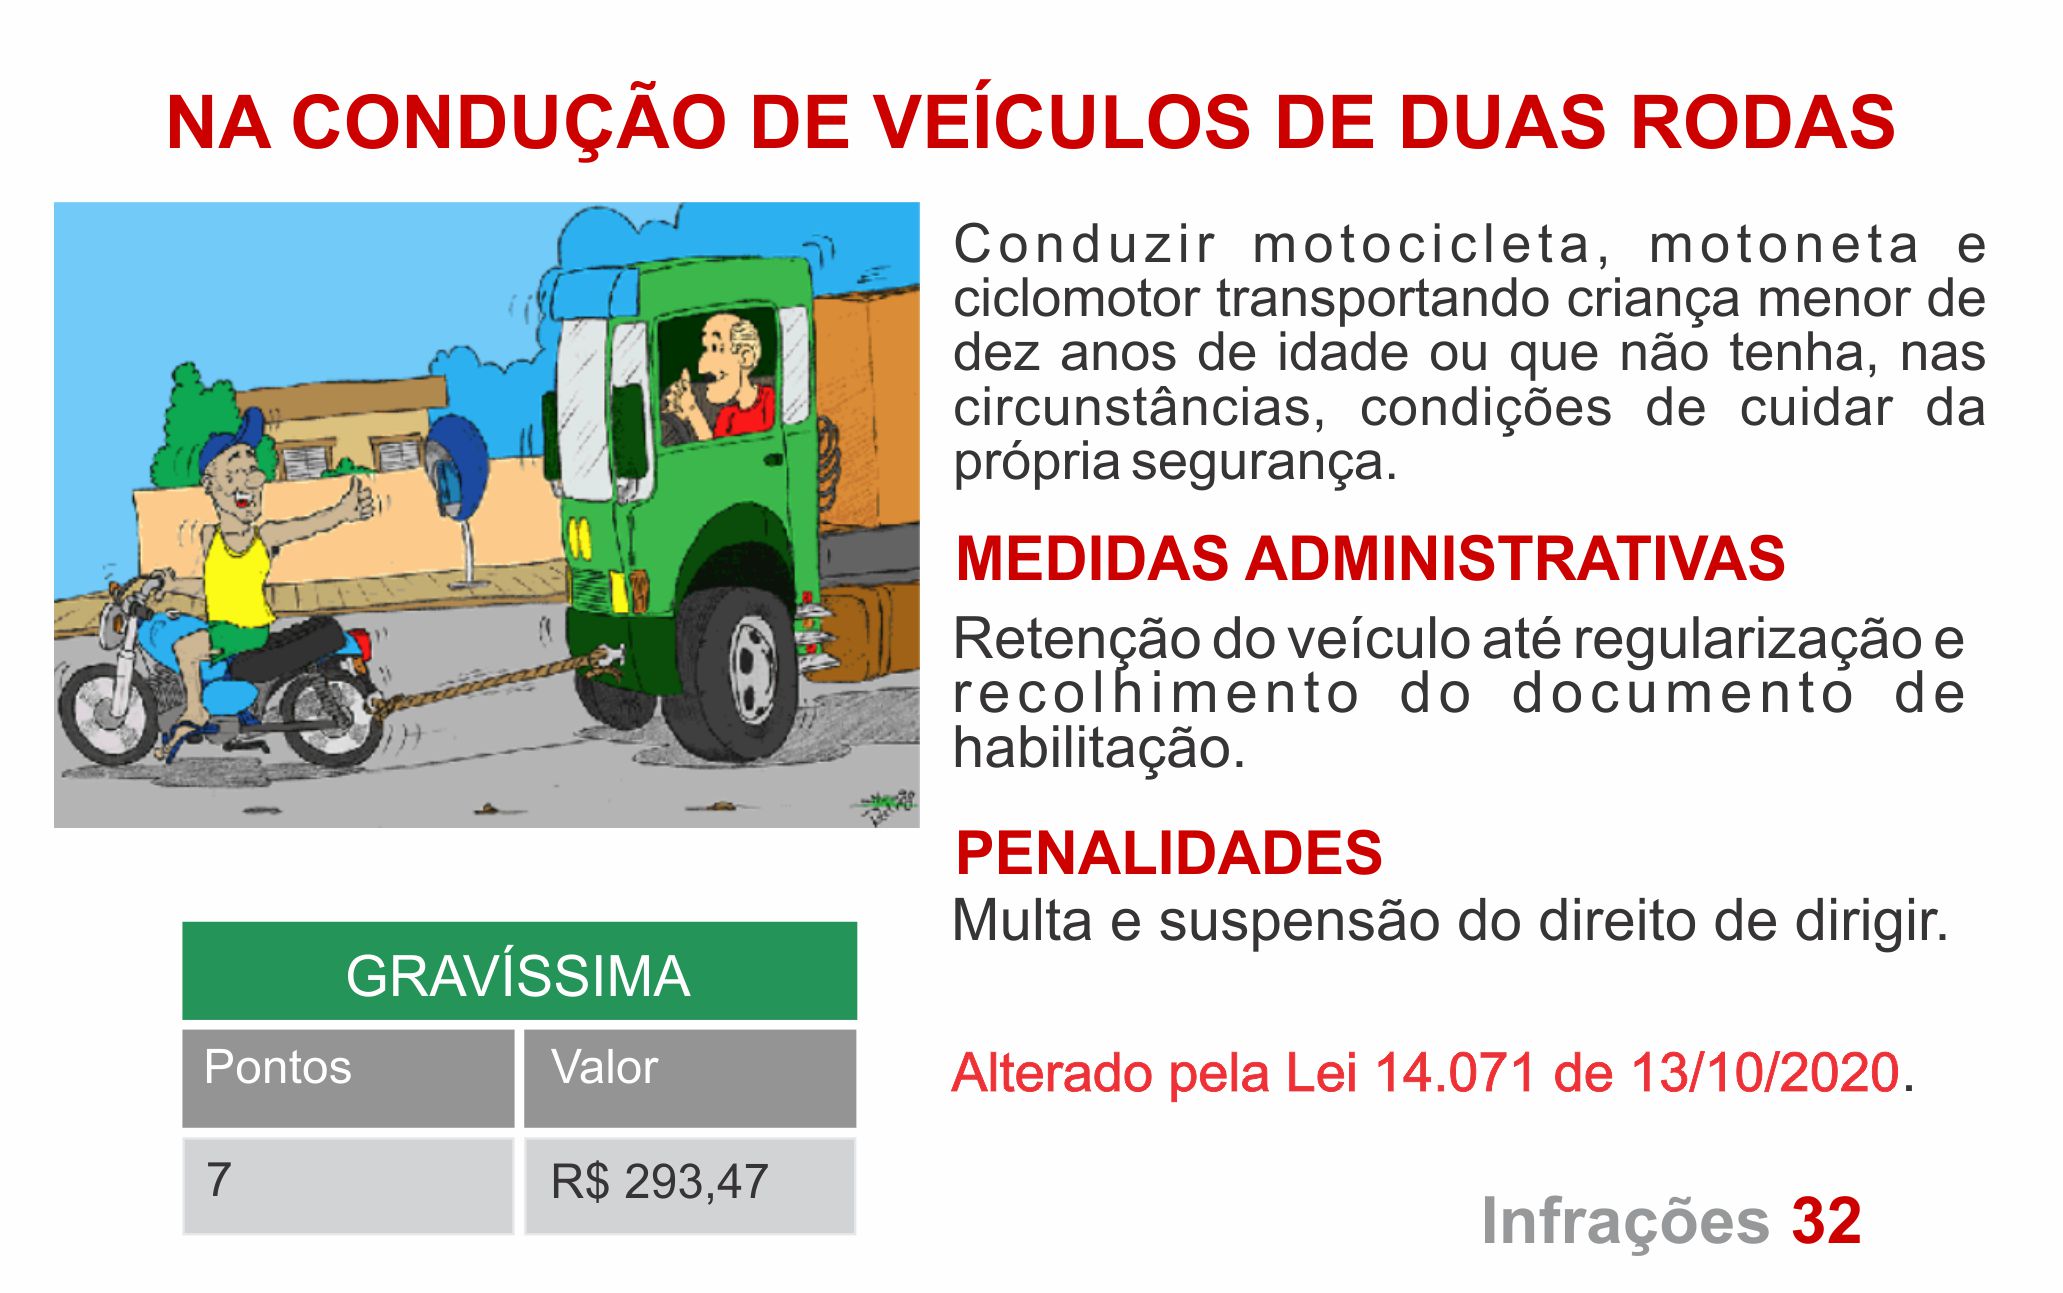 NA CONDUÇÃO DE VEÍCULOS DE DUAS RODAS
Conduzir motocicleta, motoneta e
ciclomotor transportando criança menor de
dez anos de idade ou que não tenha, nas
circunstâncias, condições de cuidar da
própria segurança.
MEDIDAS ADMINISTRATIVAS
Retenção do veículo até regularização e
recolhimento do documento de
habilitação.
PENALIDADES
Multa e suspensão do direito de dirigir.
GRAVÍSSIMA
Pontos Valor
7 R$ 293,47
Alterado pela Lei 14.071 de 13/10/2020.
Infrações 32